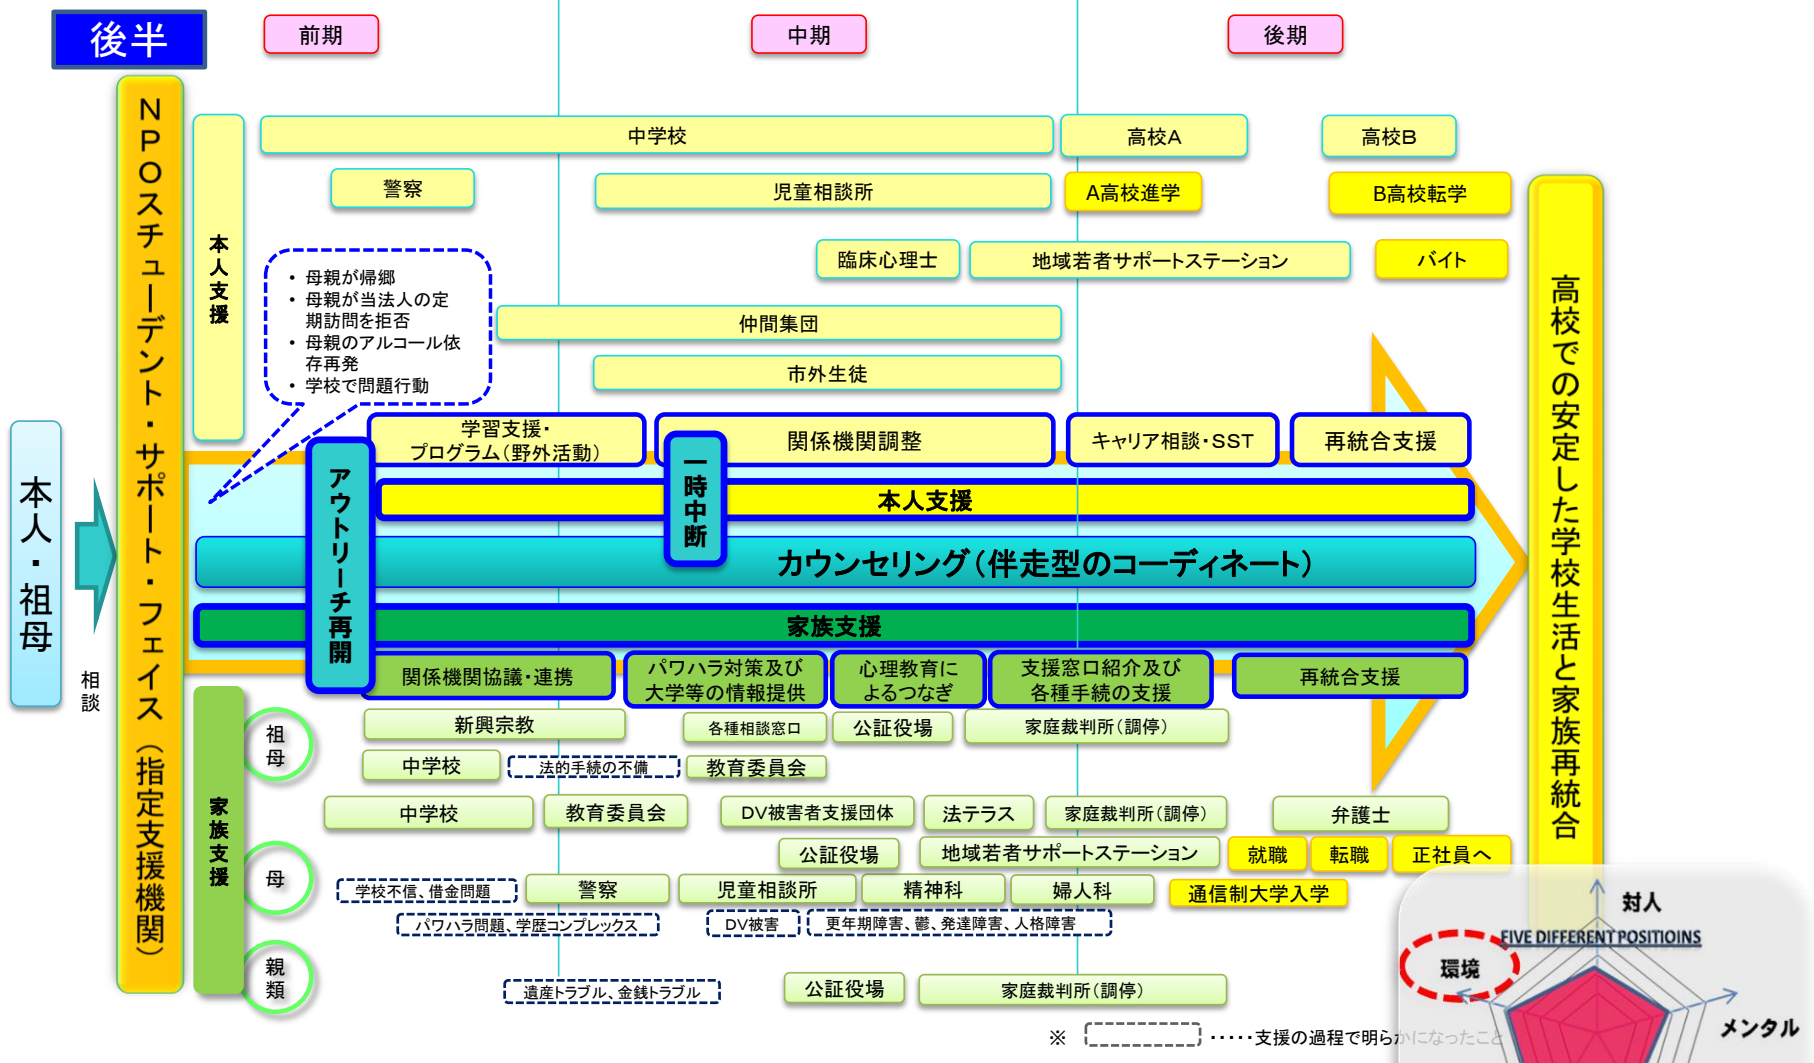 後半
前期
中期
後期
NPOスチューデント・サポート・フェイス（指定支援機関）
本人・祖母
相談
本人支援
中学校
高校A
高校B
警察
児童相談所
A高校進学
B高校転学
臨床心理士
地域若者サポートステーション
バイト
・ 母親が帰郷
・ 母親が当法人の定
期訪問を拒否
・ 母親のアルコール依
存再発
・ 学校で問題行動
仲間集団
市外生徒
学習支援・
プログラム（野外活動）
関係機関調整
キャリア相談・SST
再統合支援
アウトリーチ再開
一時中断
本人支援
カウンセリング（伴走型のコーディネート）
家族支援
関係機関協議・連携
パワハラ対策及び
大学等の情報提供
心理教育に
よるつなぎ
支援窓口紹介及び
各種手続の支援
再統合支援
高校での安定した学校生活と家族再統合
家族支援
祖母
新興宗教
各種相談窓口
公証役場
家庭裁判所（調停）
中学校
法的手続の不備
教育委員会
母
中学校
教育委員会
DV被害者支援団体
法テラス
家庭裁判所（調停）
弁護士
公証役場
地域若者サポートステーション
就職
転職
正社員へ
学校不信、借金問題
警察
児童相談所
精神科
婦人科
通信制大学入学
パワハラ問題、学歴コンプレックス
DV被害
更年期障害、鬱、発達障害、人格障害
親類
遺産トラブル、金銭トラブル
公証役場
家庭裁判所（調停）
※ ・・・・・支援の過程で明らかになったこと
対人
FIVE DIFFERENT POSITIOINS
環境
メンタル